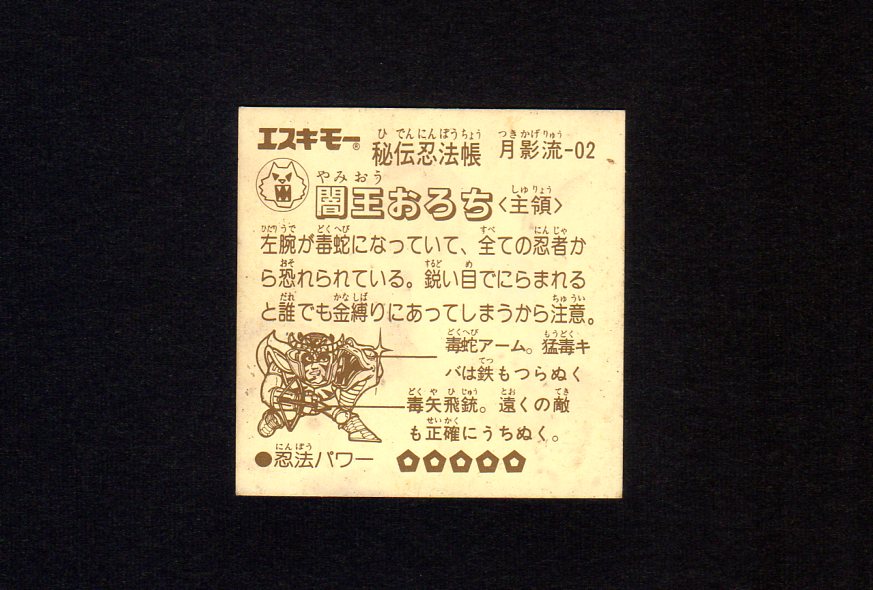 エスキモー®
ひでんにんぽうちょう
秘伝忍法帳
つきかげりゅう
月影流-02
やみおう
闇王おろち
しゅりょう
<主領>
ひだりうで どくへび すべ にんじゃ
左腕が毒蛇になっていて、全ての忍者か
おそ するど め
ら恐れられている。鋭い目でにらまれる
だれ かなしば ちゅうい
と誰でも金縛りにあってしまうから注意。
どくへび もうどく
毒蛇アーム。猛毒キ
てつ
バは鉄もつらぬく
どくやひじゅう とお てき
毒矢飛銃。遠くの敵
せいかく
も正確にうちぬく。
にんぽう
●忍法パワー